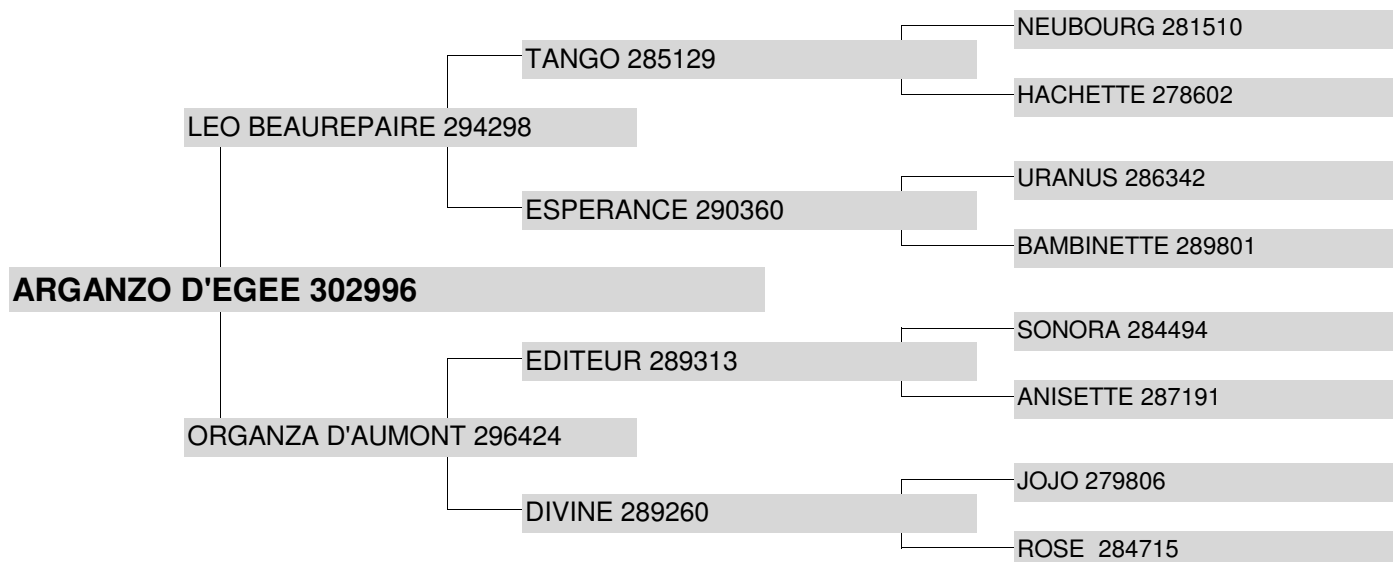 NEUBOURG 281510
TANGO 285129
HACHETTE 278602
LEO BEAUREPAIRE 294298
URANUS 286342
ESPERANCE 290360
BAMBINETTE 289801
ARGANZO D'EGEE 302996
SONORA 284494
EDITEUR 289313
ANISETTE 287191
ORGANZA D'AUMONT 296424
JOJO 279806
DIVINE 289260
ROSE  284715